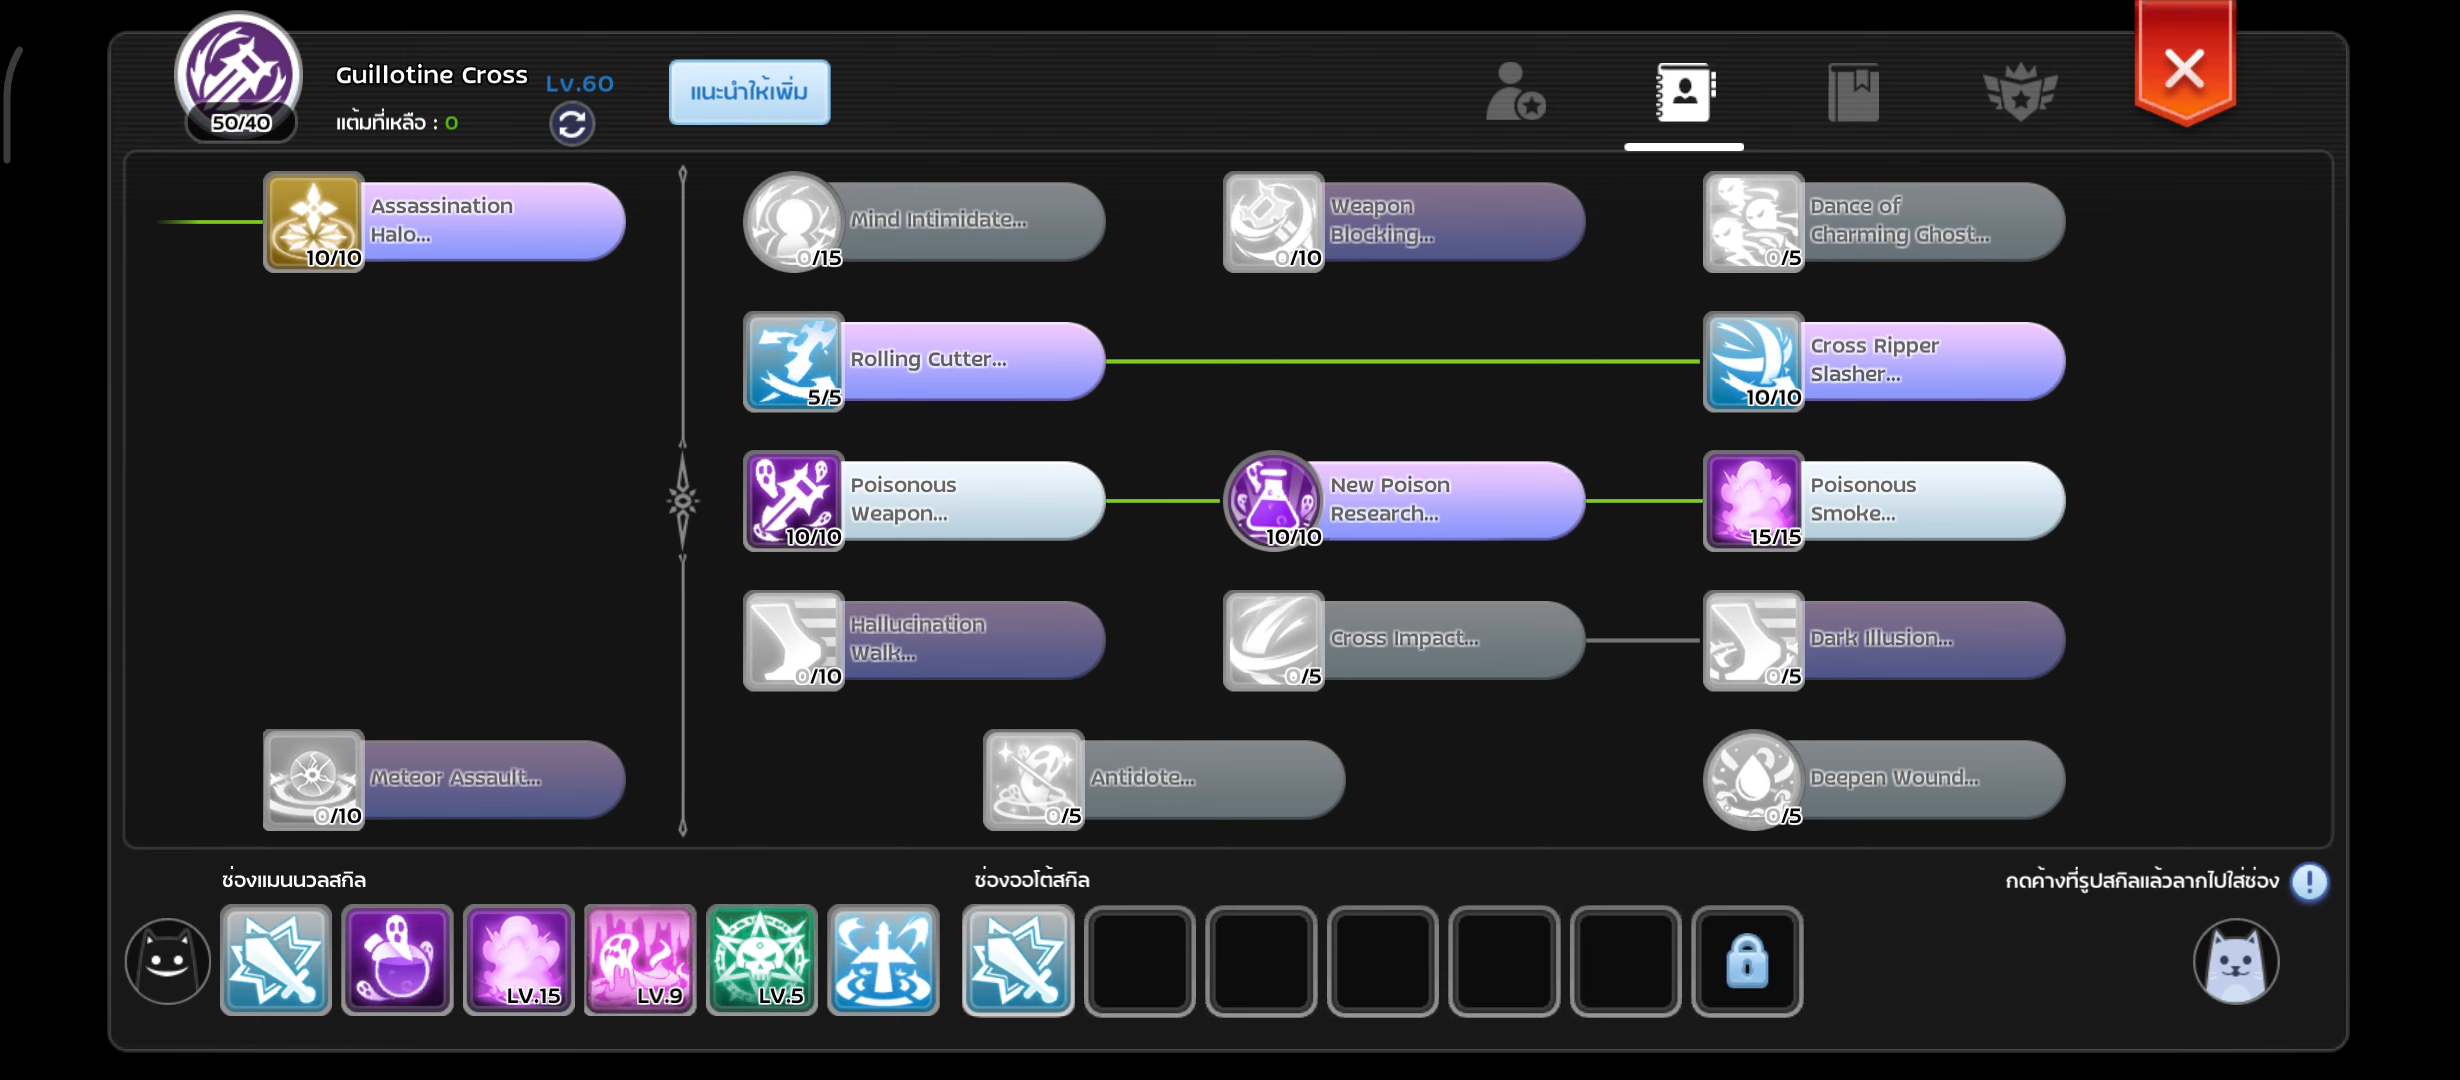 Guillotine Cross
Lv.60
50/40
แต้มที่เหลือ : 0
แนะนำให้เพิ่ม
Assassination
Halo...
10/10
Mind Intimidate...
0/15
Weapon
Blocking...
0/10
Dance of
Charming Ghost...
0/5
Rolling Cutter...
5/5
Cross Ripper
Slasher...
10/10
Poisonous
Weapon...
10/10
New Poison
Research...
10/10
Poisonous
Smoke...
15/15
Hallucination
Walk...
0/10
Cross Impact...
0/5
Dark Illusion...
0/5
Meteor Assault...
0/10
Antidote...
0/5
Deepen Wound...
0/5
ช่องแมนนวลสกิล
ช่องออโต้สกิล
กดค้างที่รูปสกิลแล้วลากไปใส่ช่อง
LV.15
LV.9
LV.5